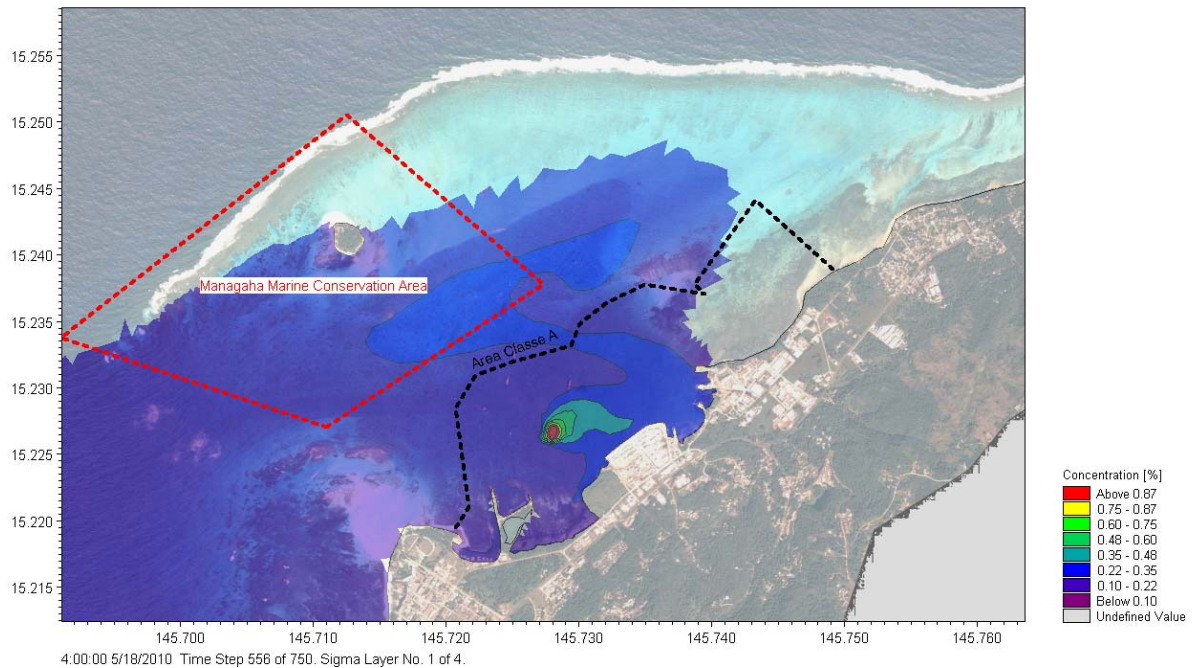 15.255
15.250
15.245
15.240
15.235
15.230
15.225
15.220
15.215
Managaha Marine Conservation Area
Area Classe A
145.700 145.710 145.720 145.730 145.740 145.750 145.760
4:00:00 5/18/2010 Time Step 556 of 750. Sigma Layer No. 1 of 4.
Concentration [%]
Above 0.87
0.75 - 0.87
0.60 - 0.75
0.48 - 0.60
0.35 - 0.48
0.22 - 0.35
0.10 - 0.22
Below 0.10
Undefined Value